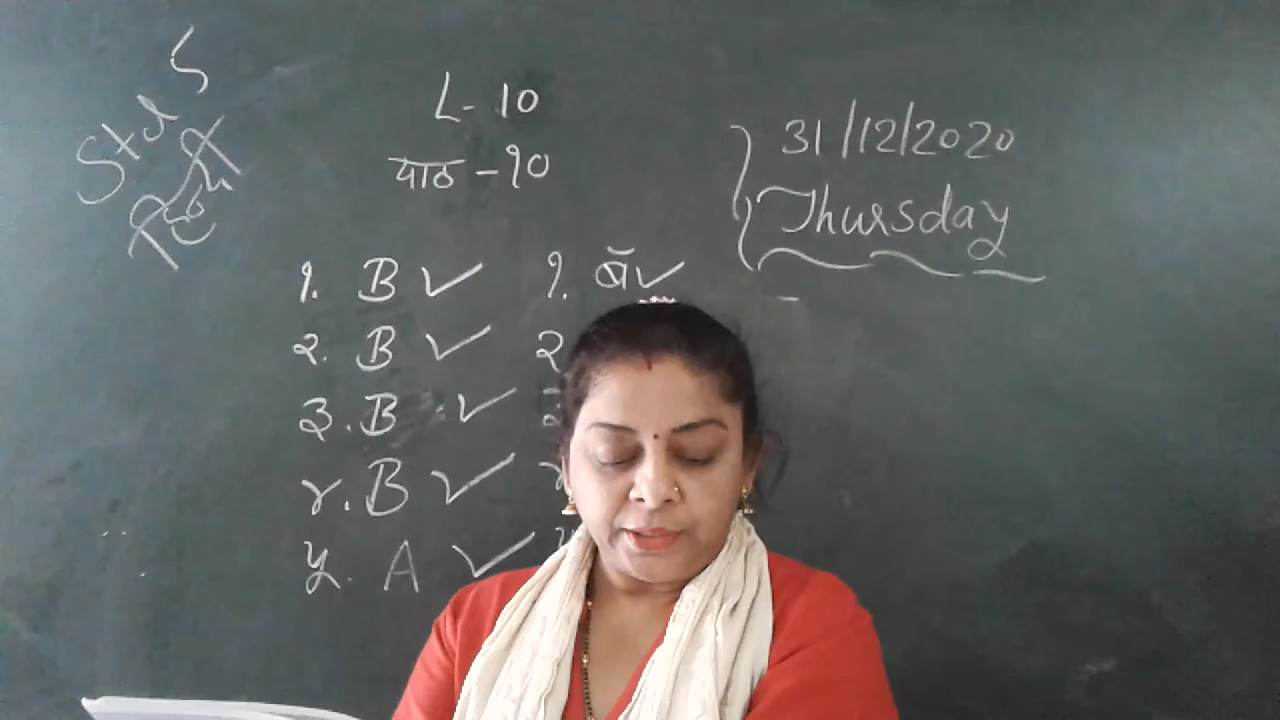 Std 5
L- 10
पाठ -१०
31/12/2020
Thursday
१. B ✓ १. बॅ ✓
२. B ✓ २
३. B ✓
४. B ✓
५. A ✓